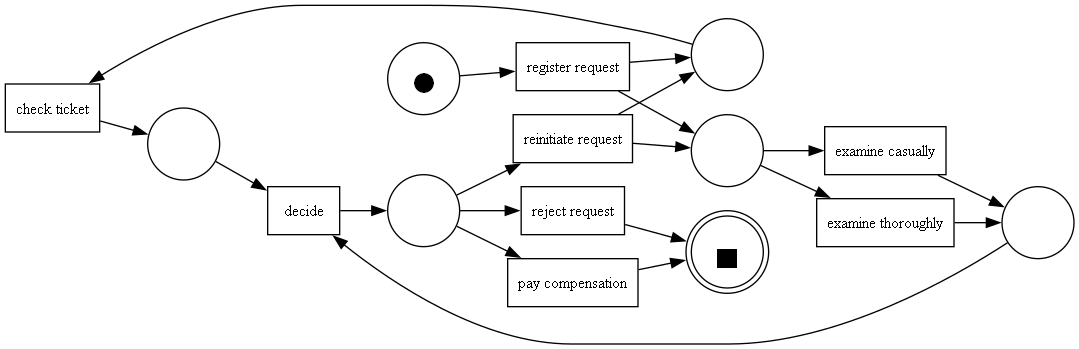 register request
check ticket
reinitiate request
examine casually
decide
reject request
examine thoroughly
pay compensation